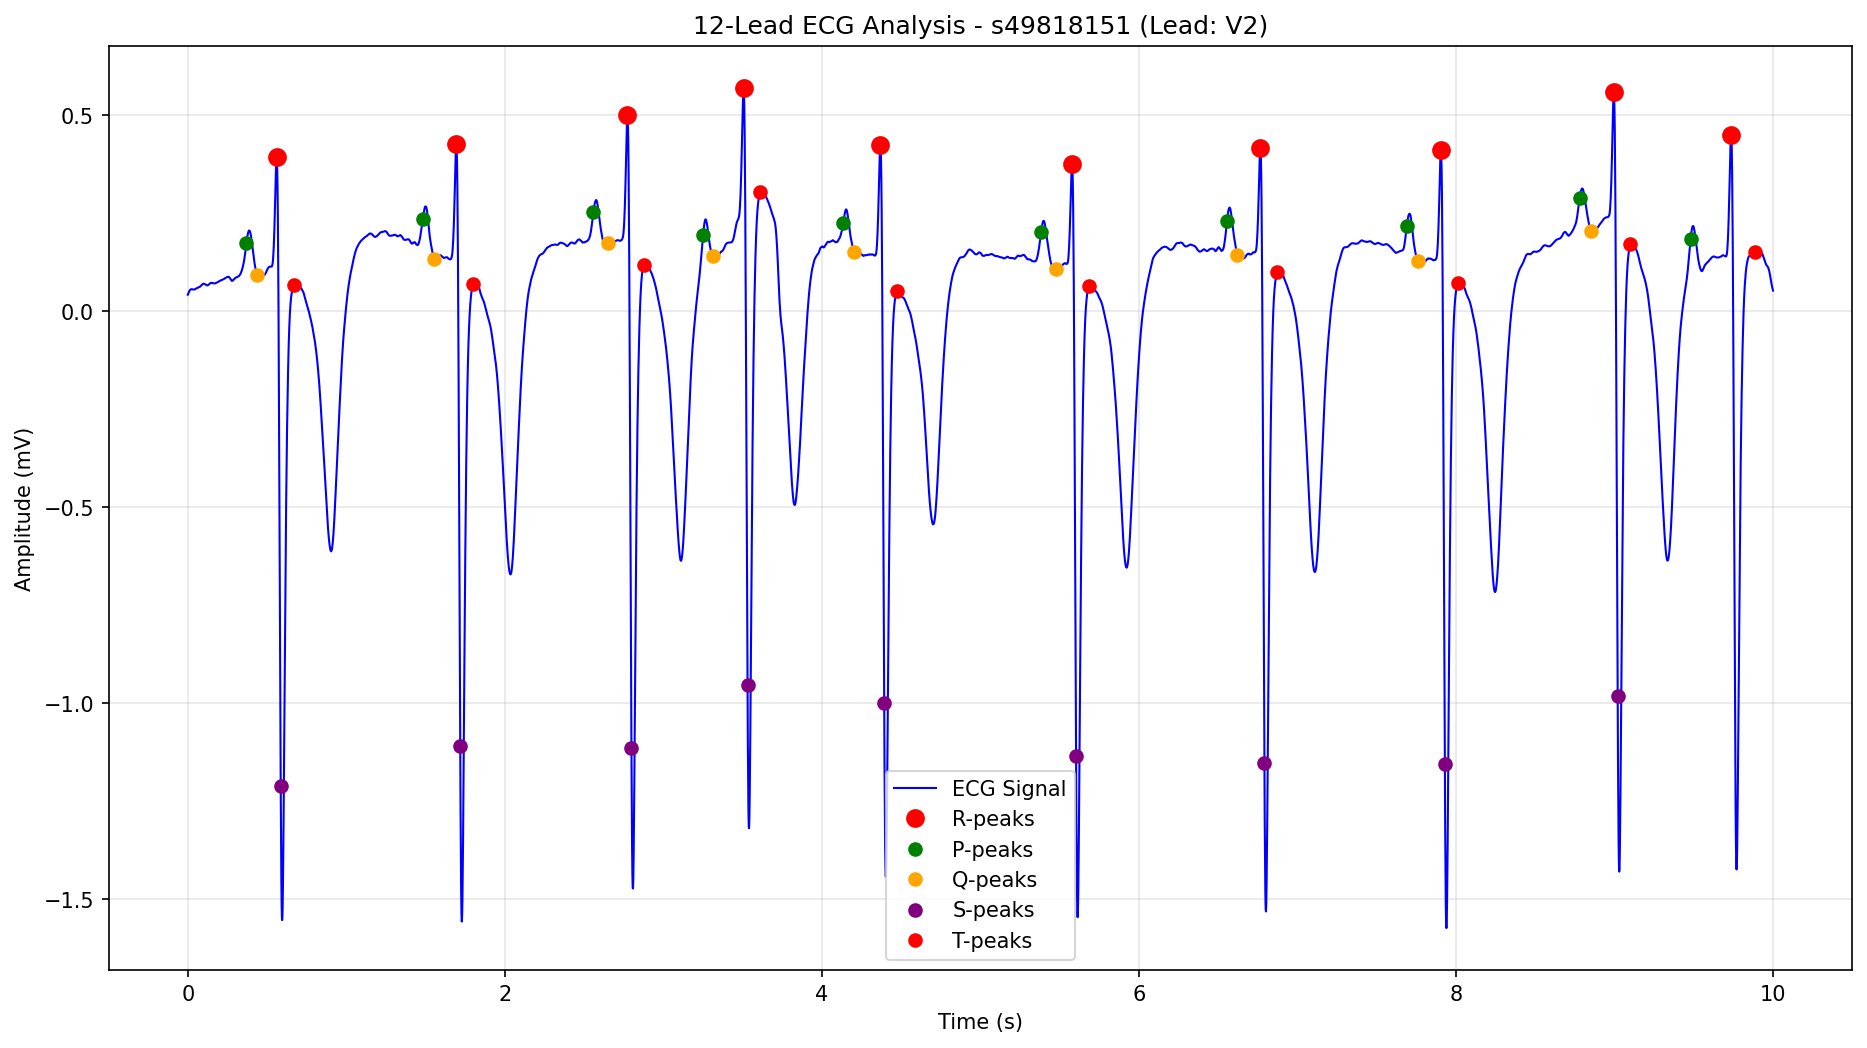 12-Lead ECG Analysis - s49818151 (Lead: V2)
Amplitude (mV)
0.5
0.0
−0.5
−1.0
−1.5
ECG Signal
R-peaks
P-peaks
Q-peaks
S-peaks
T-peaks
0 2 4 6 8 10
Time (s)